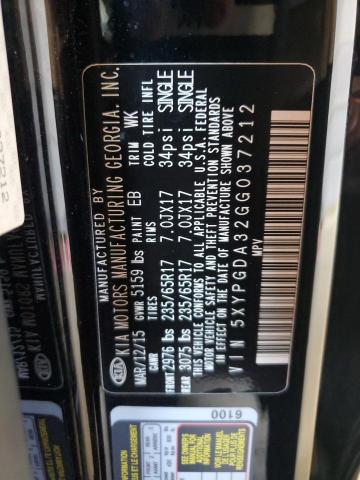 MANUFACTURED BY
KIA KIA MOTORS MANUFACTURING GEORGIA, INC.
MAR/12/15 GVWR 5159 lbs PAINT EB TRIM WK
GAWR TIRES RIMS COLD TIRE INFL
FRONT 2976 lbs 235/65R17 7.0JX17 34psi SINGLE
REAR 3075 lbs 235/65R17 7.0JX17 34psi SINGLE
THIS VEHICLE CONFORMS TO ALL APPLICABLE U.S.A. FEDERAL
MOTOR VEHICLE SAFETY AND THEFT PREVENTION STANDARDS
IN EFFECT ON THE DATE OF MANUFACTURE SHOWN ABOVE
VIN 5XYPGDA32GG037212
MPV
6100